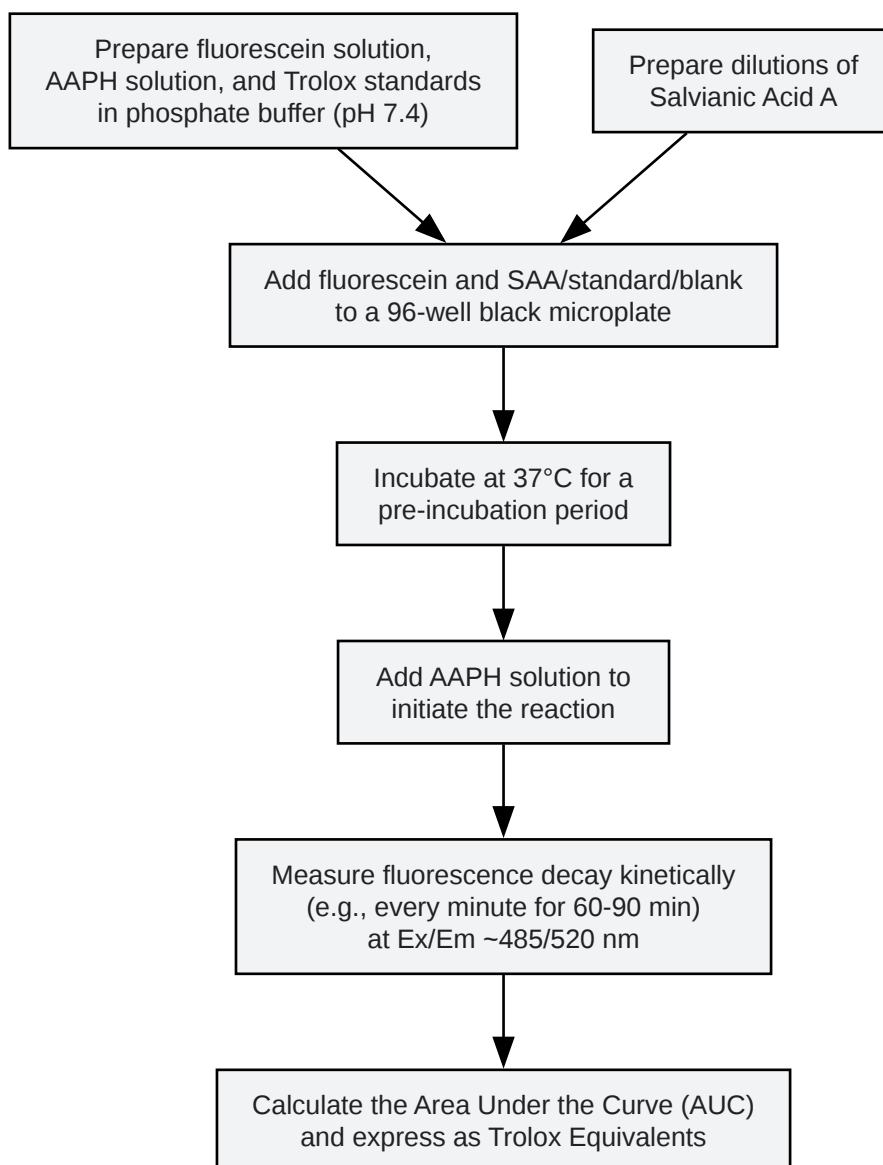 Prepare fluorescein solution,
AAPH solution, and Trolox standards
in phosphate buffer (pH 7.4)
Prepare dilutions of
Salvianic Acid A
Add fluorescein and SAA/standard/blank
to a 96-well black microplate
Incubate at 37°C for a
pre-incubation period
Add AAPH solution to
initiate the reaction
Measure fluorescence decay kinetically
(e.g., every minute for 60-90 min)
at Ex/Em ~485/520 nm
Calculate the Area Under the Curve (AUC)
and express as Trolox Equivalents